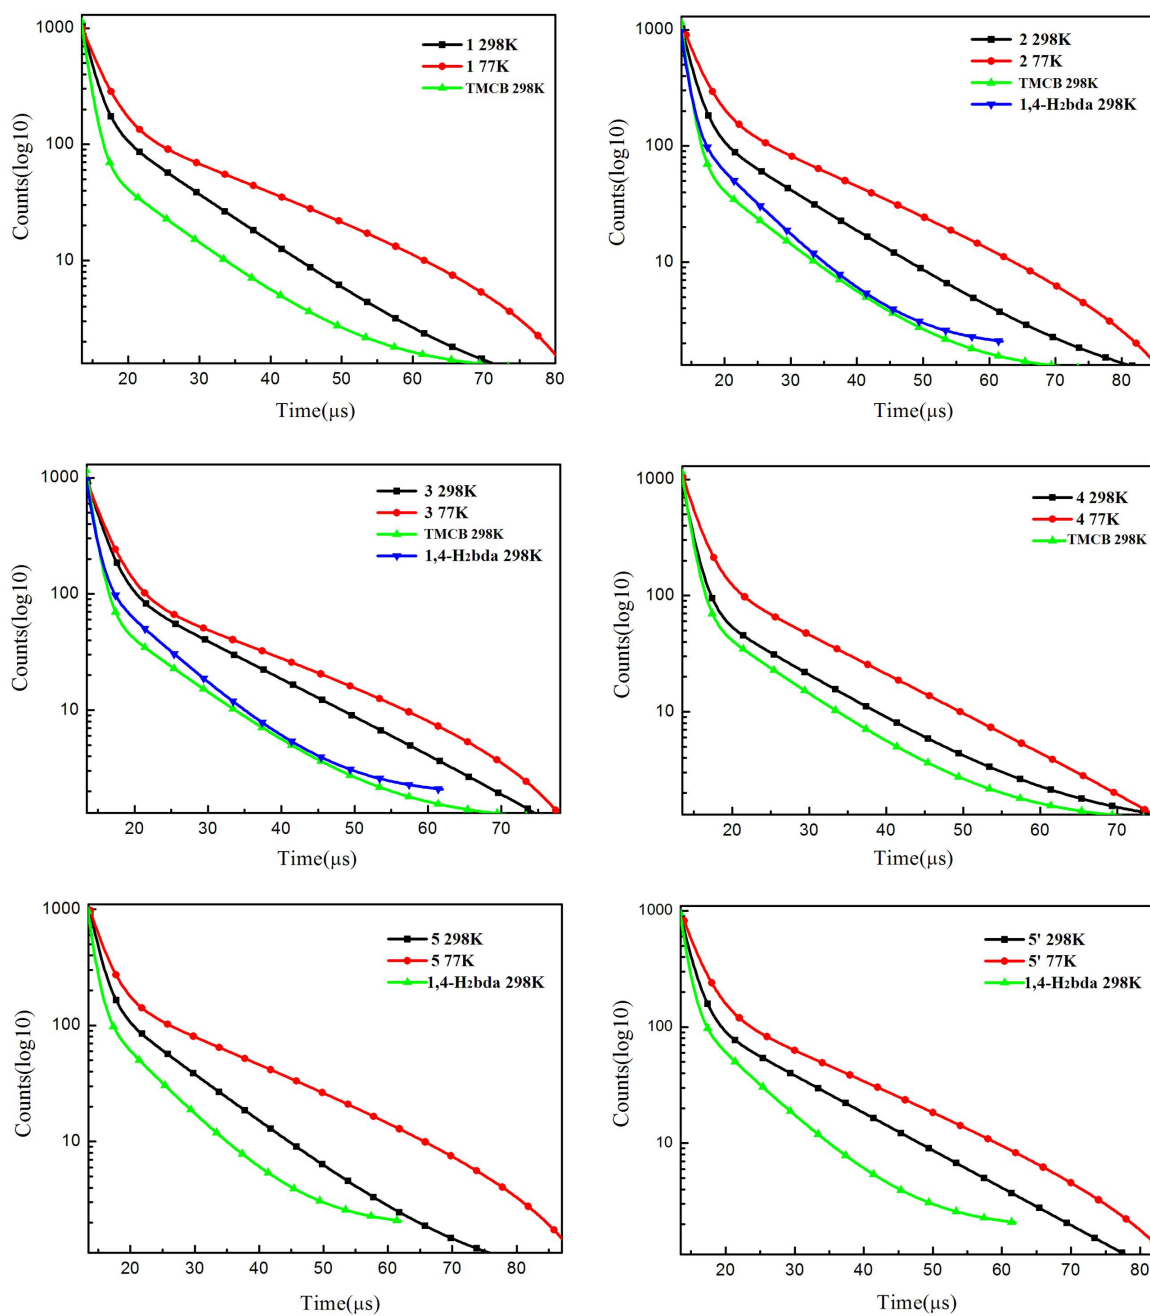 1000
100
10
Counts(log10)
1 298K
1 77K
TMCB 298K
20 30 40 50 60 70 80
Time(μs)
1000
100
10
Counts(log10)
2 298K
2 77K
TMCB 298K
1,4-H2bda 298K
20 30 40 50 60 70 80
Time(μs)
1000
100
10
Counts(log10)
3 298K
3 77K
TMCB 298K
1,4-H2bda 298K
20 30 40 50 60 70
Time(μs)
1000
100
10
Counts(log10)
4 298K
4 77K
TMCB 298K
20 30 40 50 60 70
Time(μs)
1000
100
10
Counts(log10)
5 298K
5 77K
1,4-H2bda 298K
20 30 40 50 60 70 80
Time(μs)
1000
100
10
Counts(log10)
5' 298K
5' 77K
1,4-H2bda 298K
20 30 40 50 60 70 80
Time(μs)